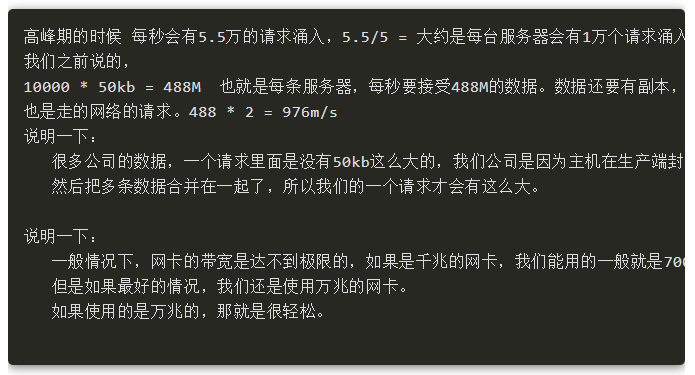 高峰期的时候 每秒会有5.5万的请求涌入，5.5/5 = 大约是每台服务器会有1万个请求涌入
我们之前说的，
10000 * 50kb = 488M  也就是每条服务器，每秒要接受488M的数据。数据还要有副本，
也是走的网络的请求。488 * 2 = 976m/s
说明一下：
很多公司的数据，一个请求里面是没有50kb这么大的，我们公司是因为主机在生产端封
然后把多条数据合并在一起了，所以我们的一个请求才会有这么大。
说明一下：
一般情况下，网卡的带宽是达不到极限的，如果是千兆的网卡，我们能用的一般就是700
但是如果最好的情况，我们还是使用万兆的网卡。
如果使用的是万兆的，那就是很轻松。